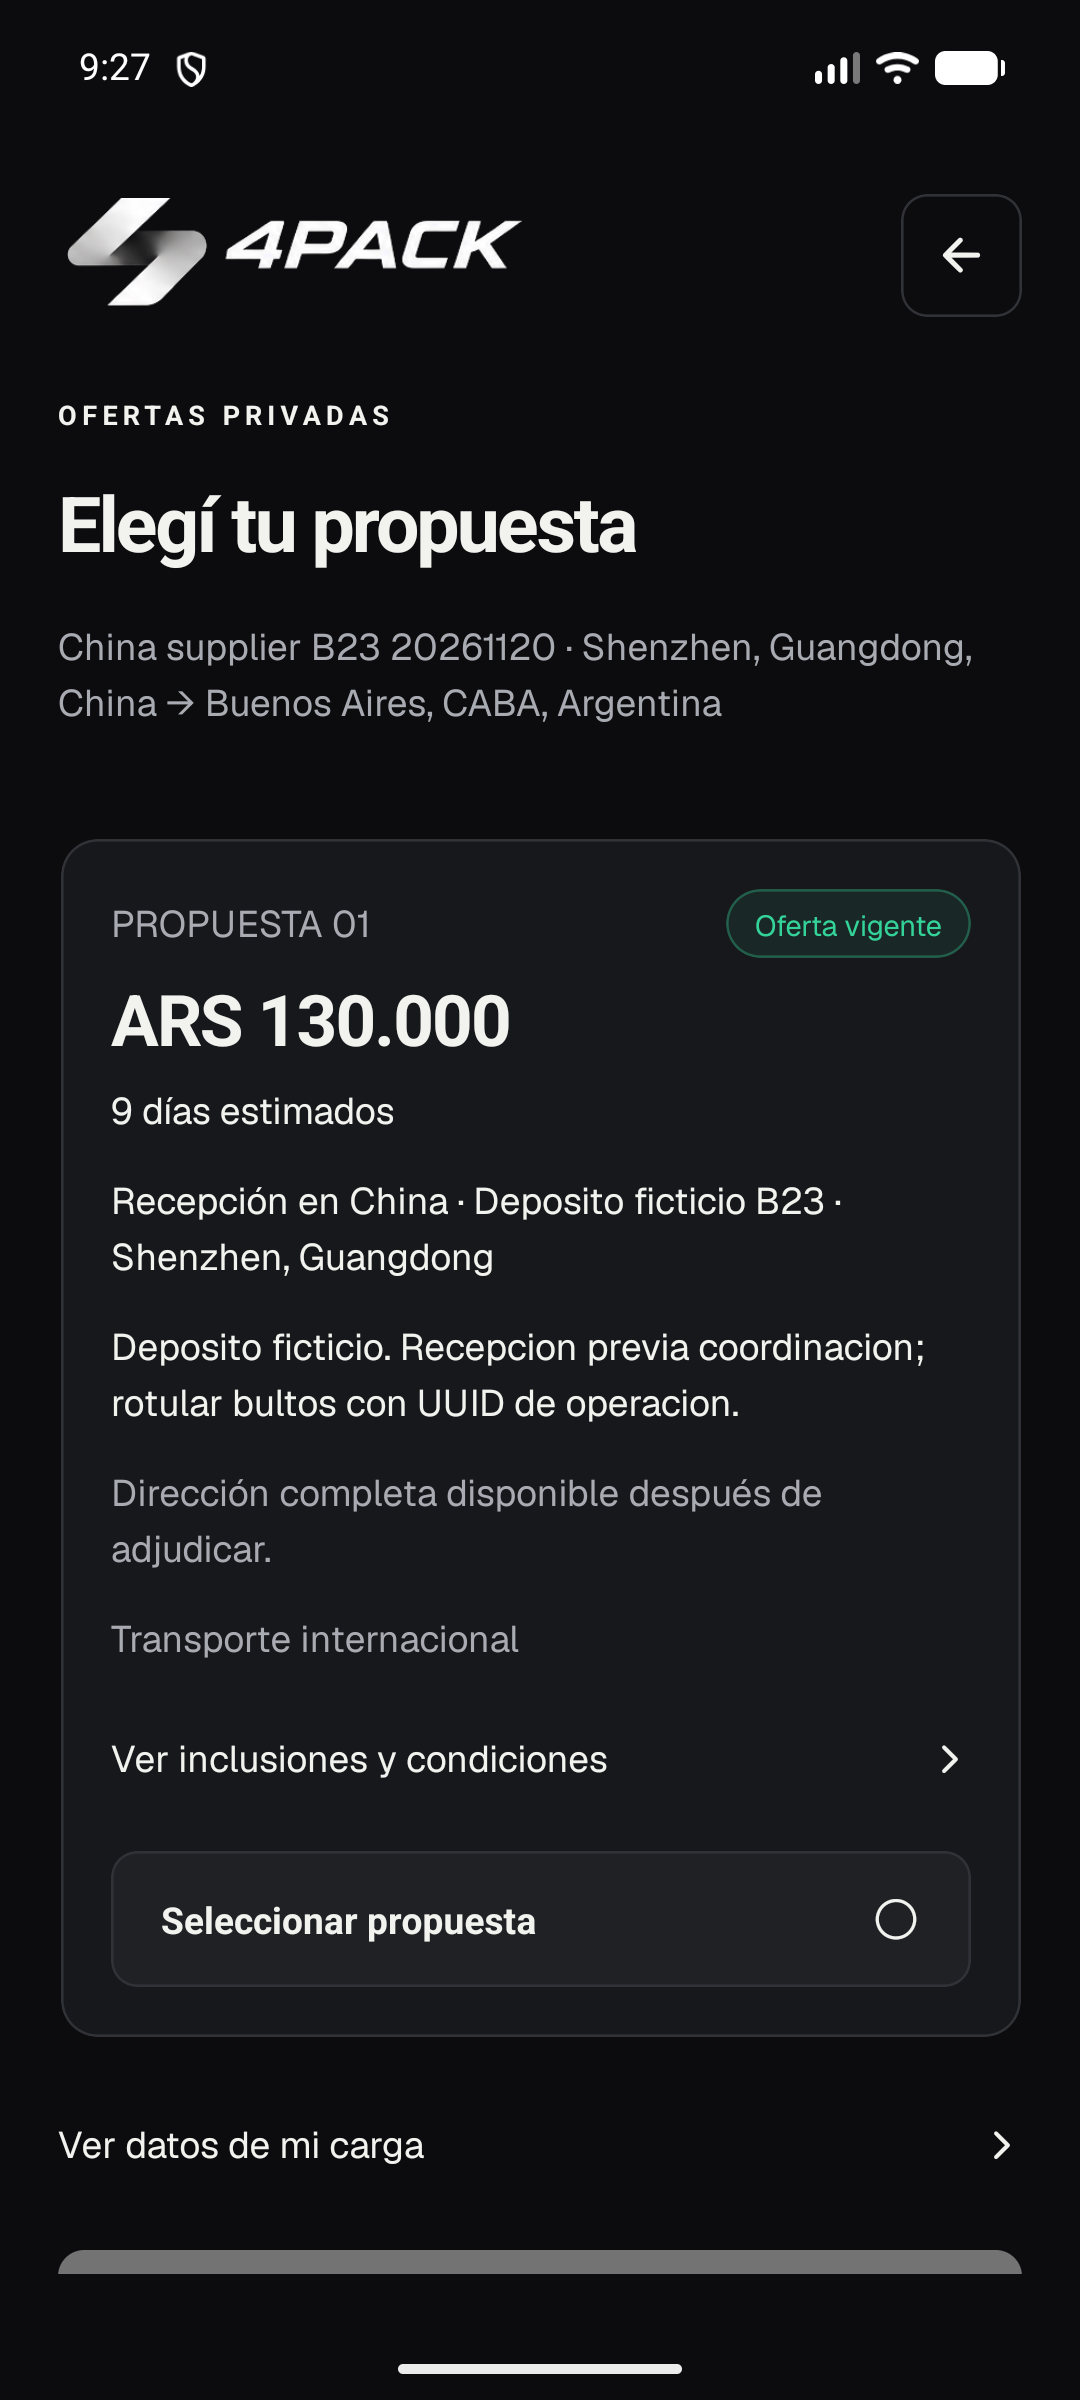 9:27
4PACK
OFERTAS PRIVADAS
Elegí tu propuesta
China supplier B23 20261120 · Shenzhen, Guangdong,
China → Buenos Aires, CABA, Argentina
PROPUESTA 01
Oferta vigente
ARS 130.000
9 días estimados
Recepción en China · Deposito ficticio B23 ·
Shenzhen, Guangdong
Deposito ficticio. Recepcion previa coordinacion;
rotular bultos con UUID de operacion.
Dirección completa disponible después de
adjudicar.
Transporte internacional
Ver inclusiones y condiciones
Seleccionar propuesta
Ver datos de mi carga